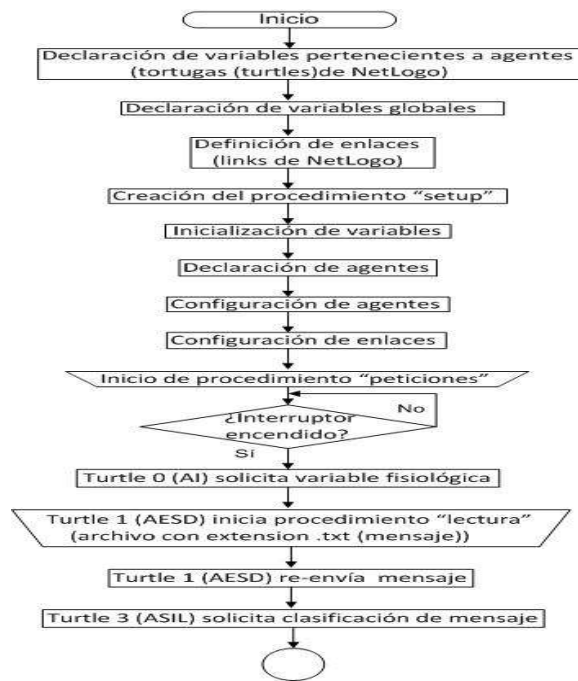 Inicio
Declaración de variables pertenecientes a agentes
(tortugas (turtles)de NetLogo)
Declaración de variables globales
Definición de enlaces
(links de NetLogo)
Creación del procedimiento “setup”
Inicialización de variables
Declaración de agentes
Configuración de agentes
Configuración de enlaces
Inicio de procedimiento “peticiones”
¿Interruptor
encendido?
No
Sí
Turtle 0 (AI) solicita variable fisiológica
Turtle 1 (AESD) inicia procedimiento “lectura”
(archivo con extension .txt (mensaje))
Turtle 1 (AESD) re-envía mensaje
Turtle 3 (ASIL) solicita clasificación de mensaje